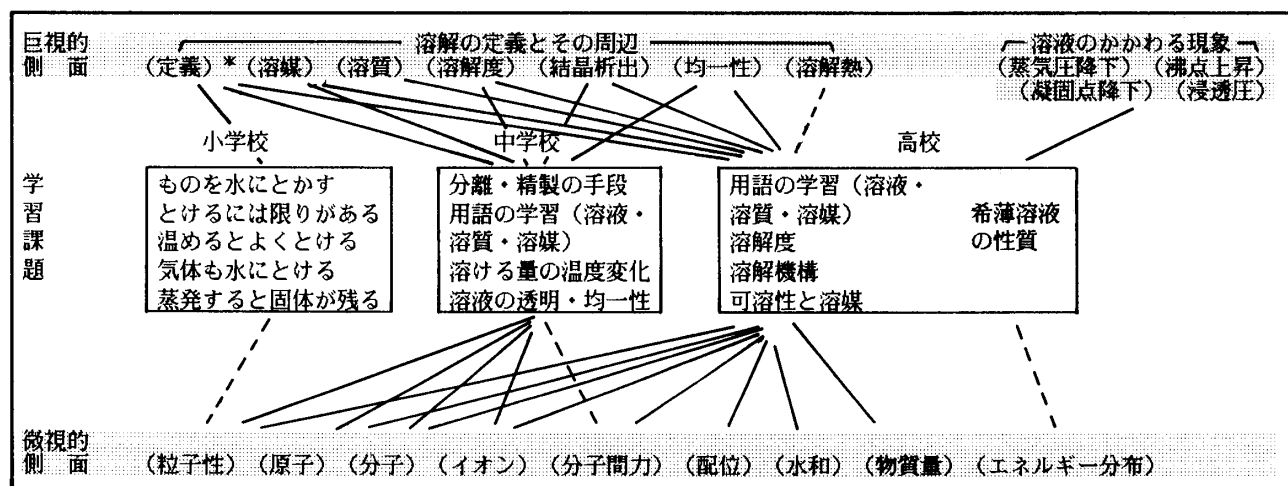 巨視的 溶解の定義とその周辺 溶液のかかわる現象
側 面 (定義)*(溶媒) (溶質) (溶解度) (結晶析出) (均一性) (溶解熱) (蒸気圧降下) (沸点上昇)
(凝固点降下) (浸透圧)
小学校 中学校 高校
学習課題
ものを水にとかす
とけるには限りがある
温めるとよくとける
気体も水にとける
蒸発すると固体が残る
分離・精製の手段
用語の学習(溶液・
溶質・溶媒)
溶ける量の温度変化
溶液の透明・均一性
用語の学習(溶液・
溶質・溶媒)
溶解度
溶解機構
可溶性と溶媒
希薄溶液
の性質
微視的
側 面 (粒子性) (原子) (分子) (イオン) (分子間力) (配位) (水和) (物質量) (エネルギー分布)